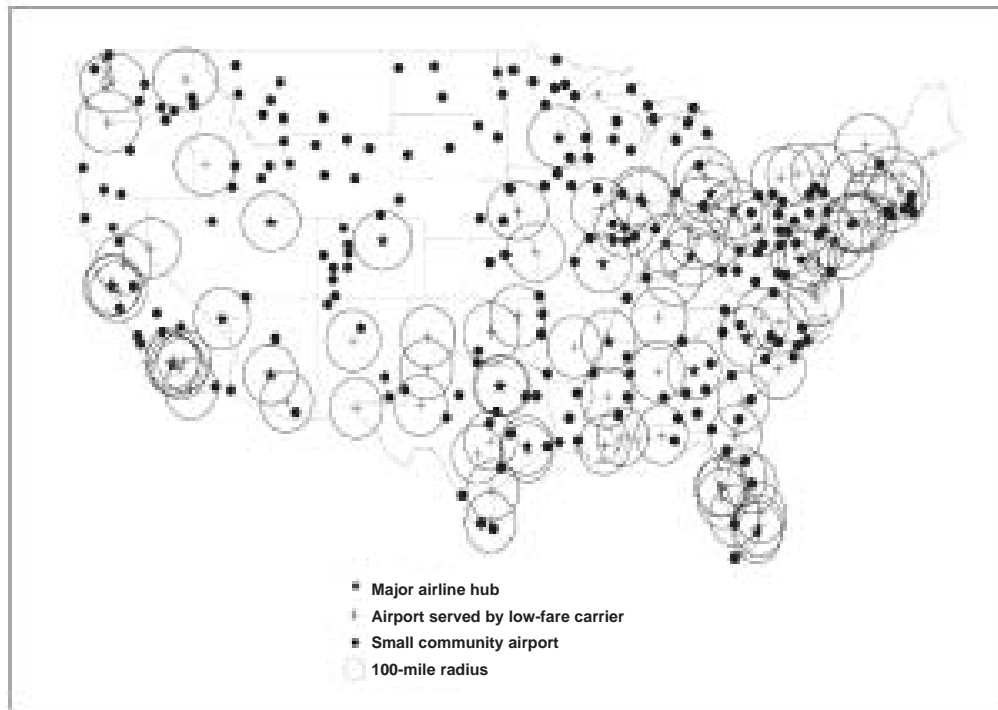 Major airline hub
Airport served by low-fare carrier
Small community airport
100-mile radius